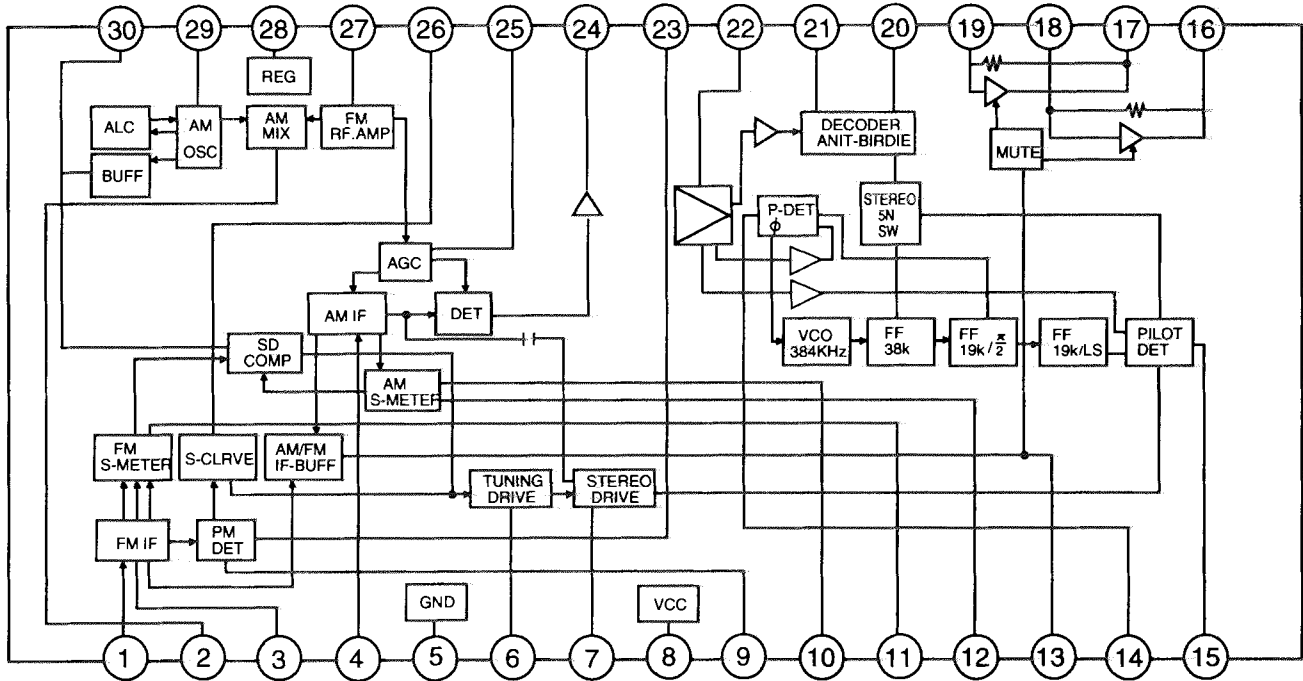 30 29 28 27 26 25 24 23 22 21 20 19 18 17 16
REG
ALC
AM
OSC
AM
MIX
FM
RF.AMP
DECODER
ANIT-BIRDIE
MUTE
BUFF
STEREO
5N
SW
P-DET
ϕ
AGC
AM IF
DET
SD
COMP
VCO
384KHz
FF
38k
FF
19k/π/2
FF
19k/LS
PILOT
DET
AM
S-METER
FM
S-METER
S-CLRVE
AM/FM
IF-BUFF
TUNING
DRIVE
STEREO
DRIVE
FM IF
PM
DET
GND
VCC
1 2 3 4 5 6 7 8 9 10 11 12 13 14 15